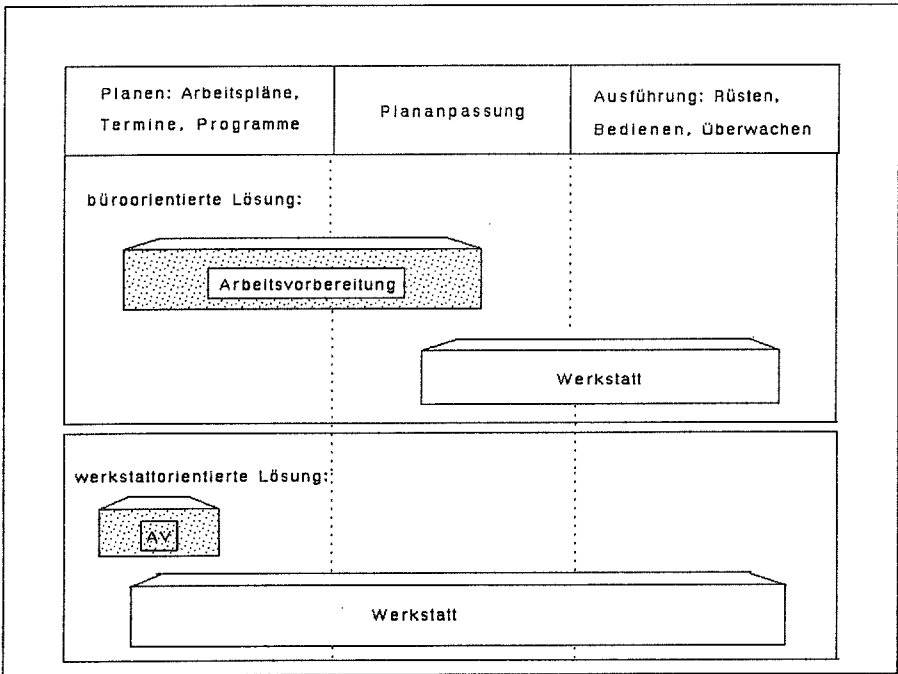 Planen: Arbeitspläne,
Termine, Programme
Plananpassung
Ausführung: Rüsten,
Bedienen, Überwachen
büroorientierte Lösung:
Arbeitsvorbereitung
Werkstatt
werkstattorientierte Lösung:
AV
Werkstatt